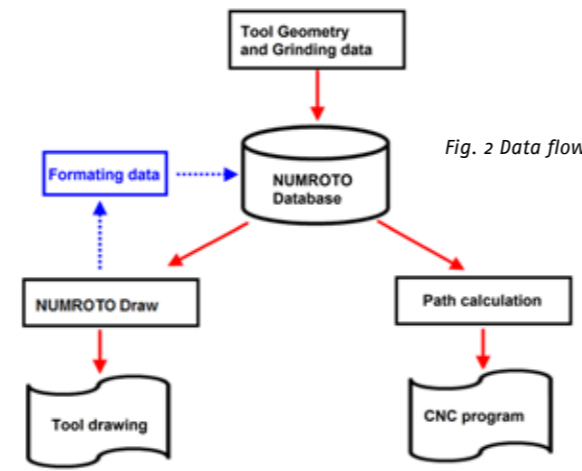 Tool Geometry
and Grinding data
Fig. 2 Data flow
Formating data
NUMROTO
Database
NUMROTO Draw
Path calculation
Tool drawing
CNC program